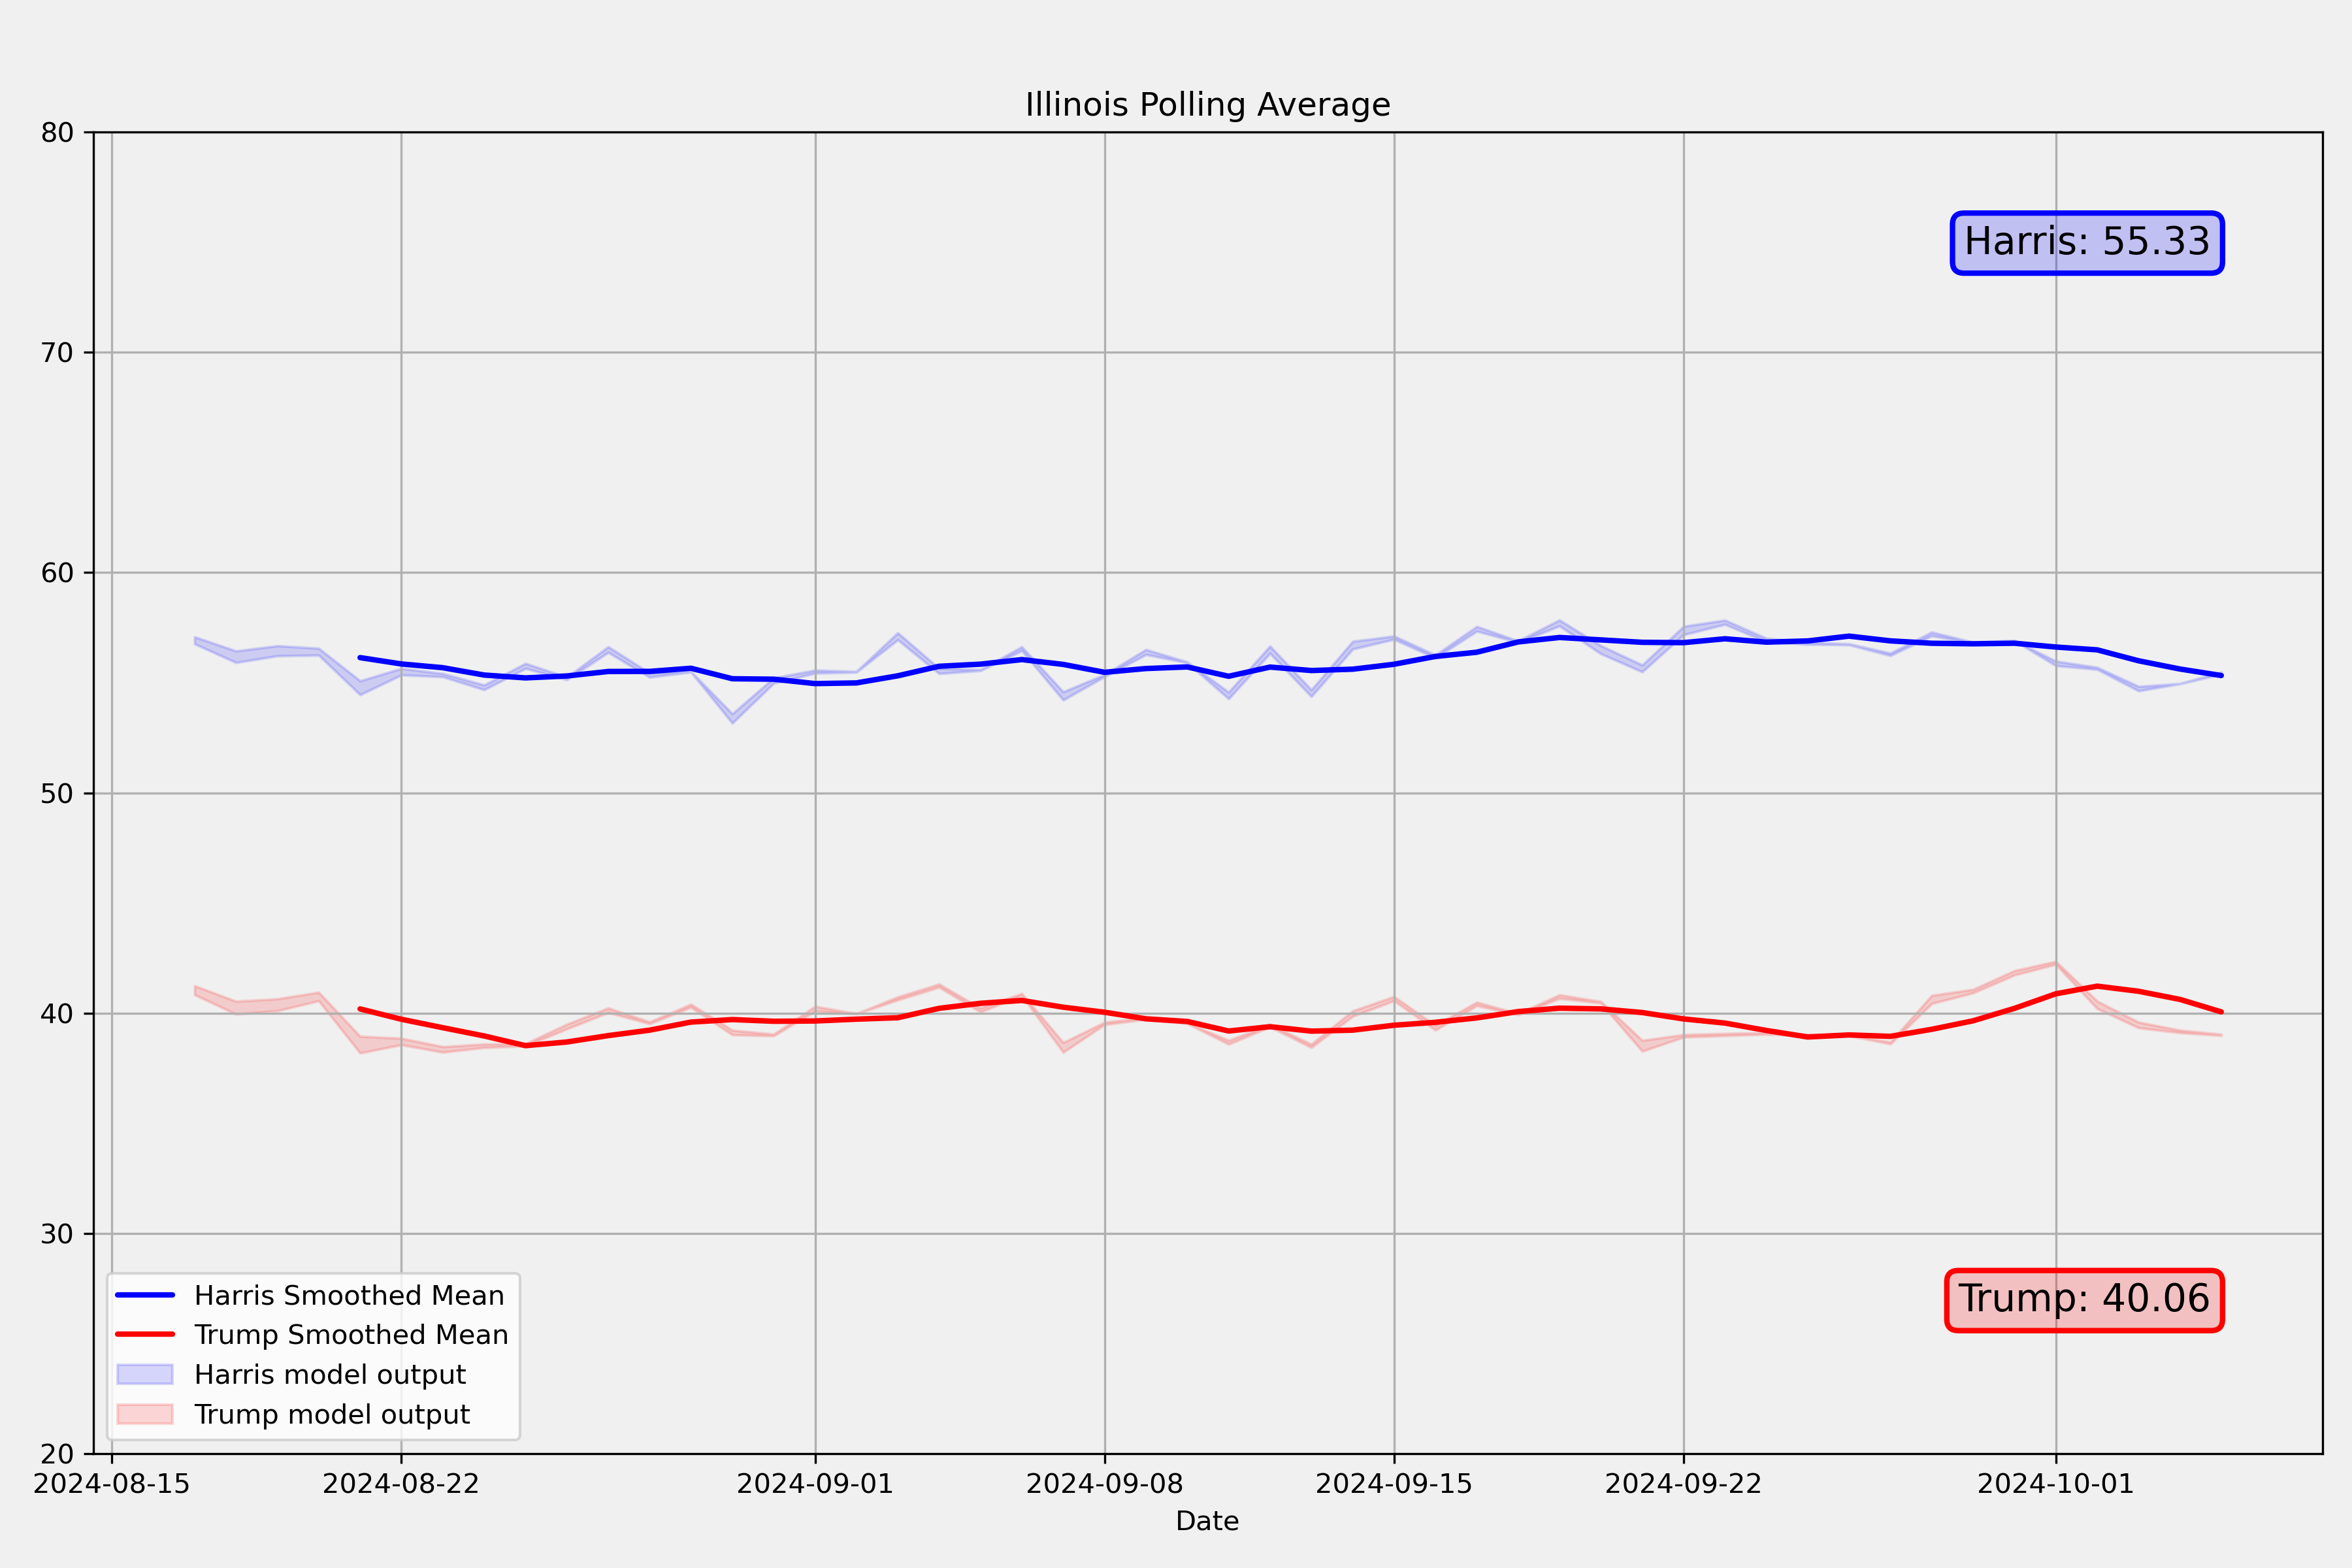 Illinois Polling Average
80
70
60
50
40
30
20
Harris: 55.33
Trump: 40.06
Harris Smoothed Mean
Trump Smoothed Mean
Harris model output
Trump model output
2024-08-15 2024-08-22 2024-09-01 2024-09-08 2024-09-15 2024-09-22 2024-10-01
Date